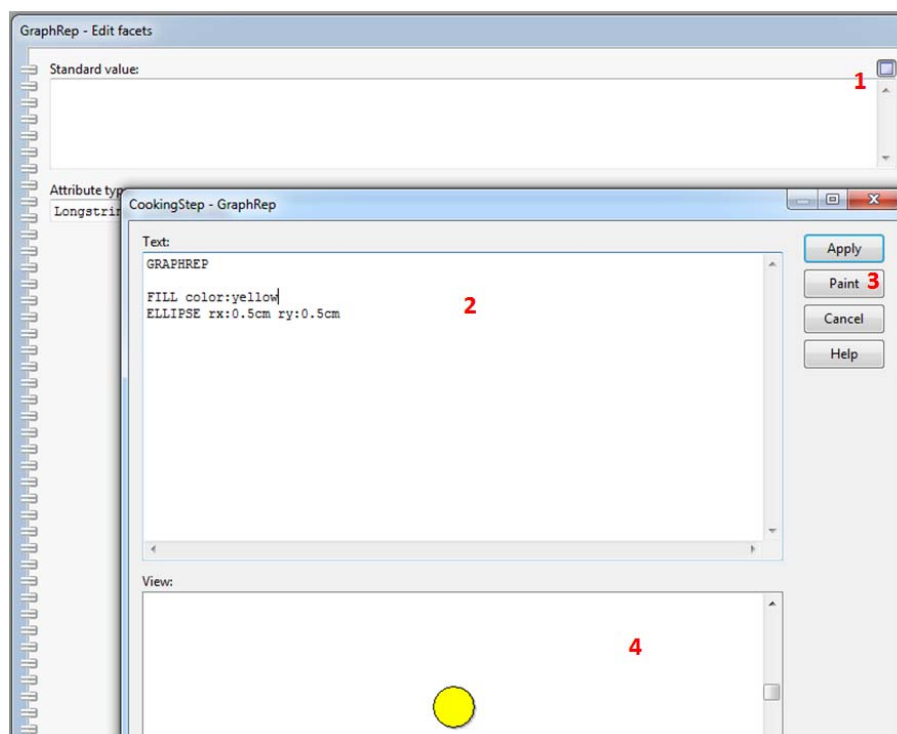 GraphRep - Edit facets
Standard value:
1
Attribute typ
Longstrin
CookingStep - GraphRep
Text:
GRAPHREP
FILL color:yellow
ELLIPSE rx:0.5cm ry:0.5cm
2
Apply
Paint 3
Cancel
Help
View:
4